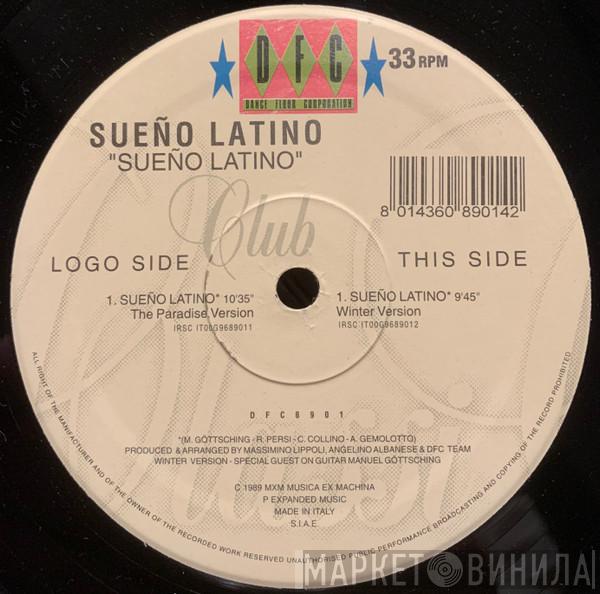 DFC
DANCE FLOOR CORPORATION
33 RPM
SUEÑO LATINO
"SUEÑO LATINO"
8 014360 890142
Club
Classi
LOGO SIDE
THIS SIDE
1. SUEÑO LATINO* 10'35"
The Paradise Version
IRSC IT00G9689011
1. SUEÑO LATINO* 9'45"
Winter Version
IRSC IT00G9689012
DFC8901
*(M. GÖTTSCHING - R. PERSI - C. COLLINO - A. GEMOLOTTO)
PRODUCED & ARRANGED BY MASSIMINO LIPPOLI, ANGELINO ALBANESE & DFC TEAM
WINTER VERSION - SPECIAL GUEST ON GUITAR MANUEL GÖTTSCHING
© 1989 MXM MUSICA EX MACHINA
P EXPANDED MUSIC
MADE IN ITALY
S.I.A.E.
ALL RIGHT OF THE MANIFACTURER AND OF THE OWNER OF THE RECORDED WORK RESERVED UNAUTHORISED PUBLIC PERFORMANCE BROADCASTING AND COPYING OF THE RECORD PROHIBITED
МАРКЕТ ВИНИЛА